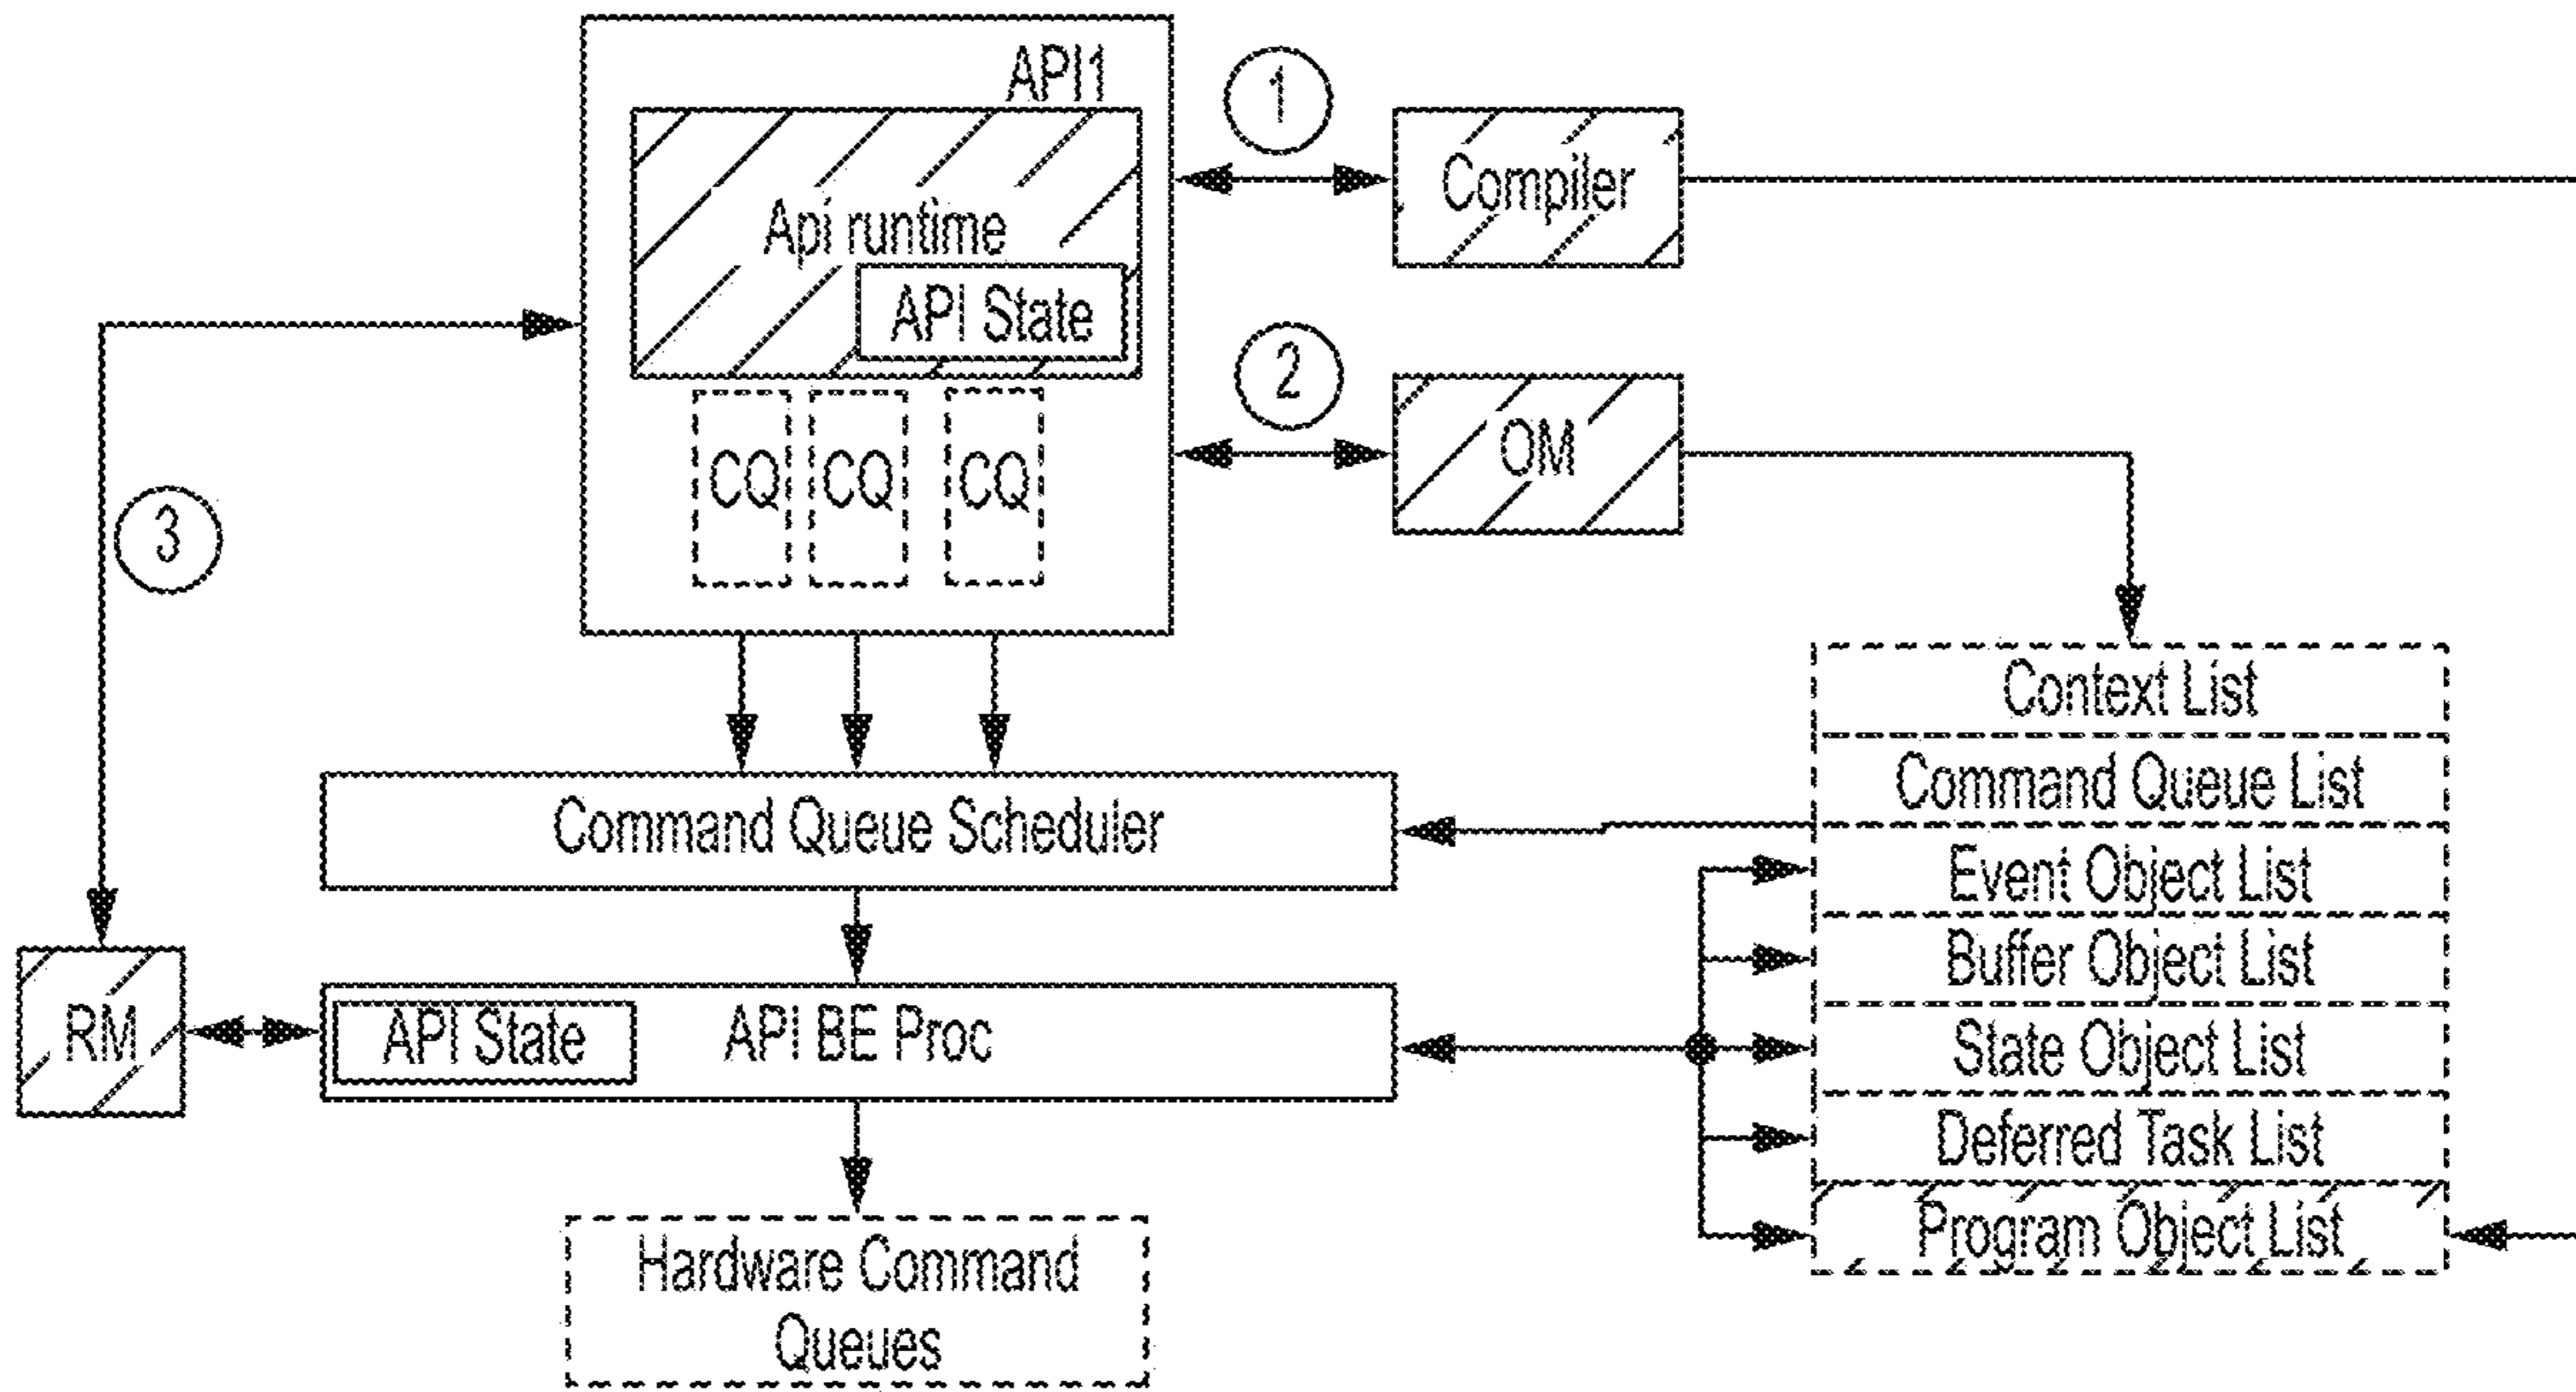 API1
1
Api runtime
Compiler
API State
2
CQ CQ CQ
OM
3
Context List
Command Queue List
Command Queue Scheduler
Event Object List
Buffer Object List
RM
API State
API BE Proc
State Object List
Deferred Task List
Program Object List
Hardware Command
Queues